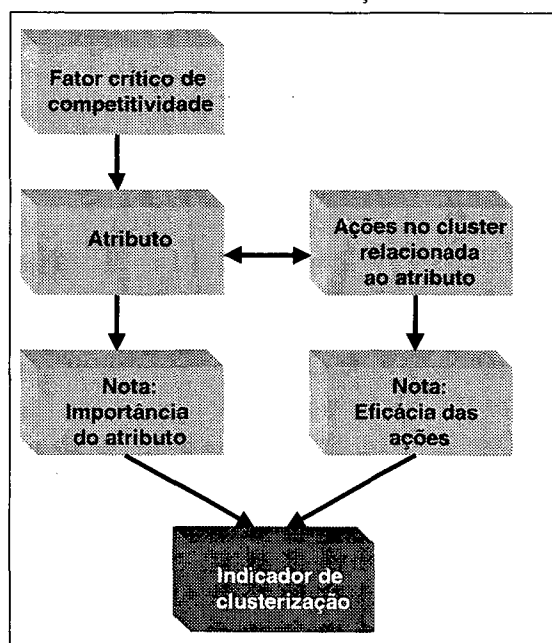 Fator crítico de
competitividade
Atributo
Ações no cluster
relacionada
ao atributo
Nota:
Importância
do atributo
Nota:
Eficácia das
ações
Indicador de
clusterização